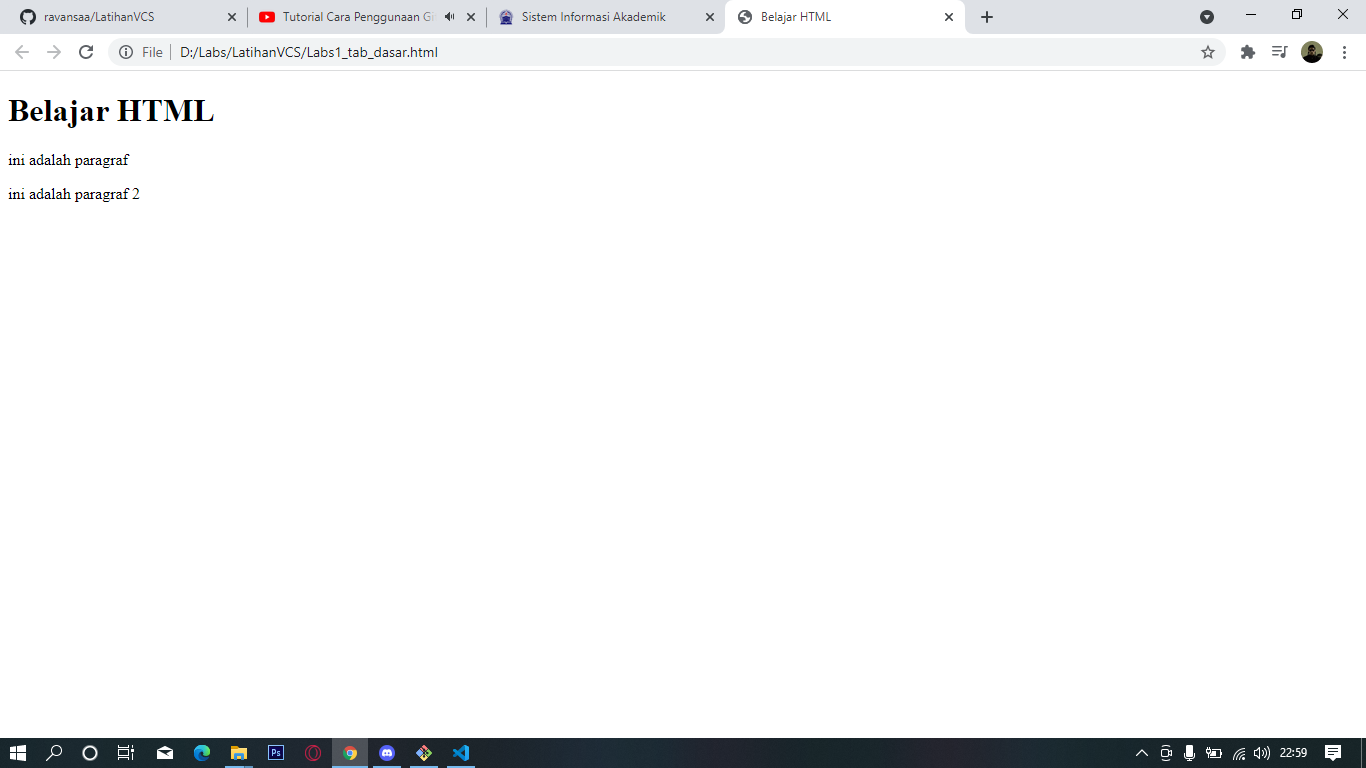 ravansaa/LatihanVCS
Tutorial Cara Penggunaan Gi
Sistem Informasi Akademik
Belajar HTML
File
D:/Labs/LatihanVCS/Labs1_tab_dasar.html
Belajar HTML
ini adalah paragraf
ini adalah paragraf 2
Ps
22:59